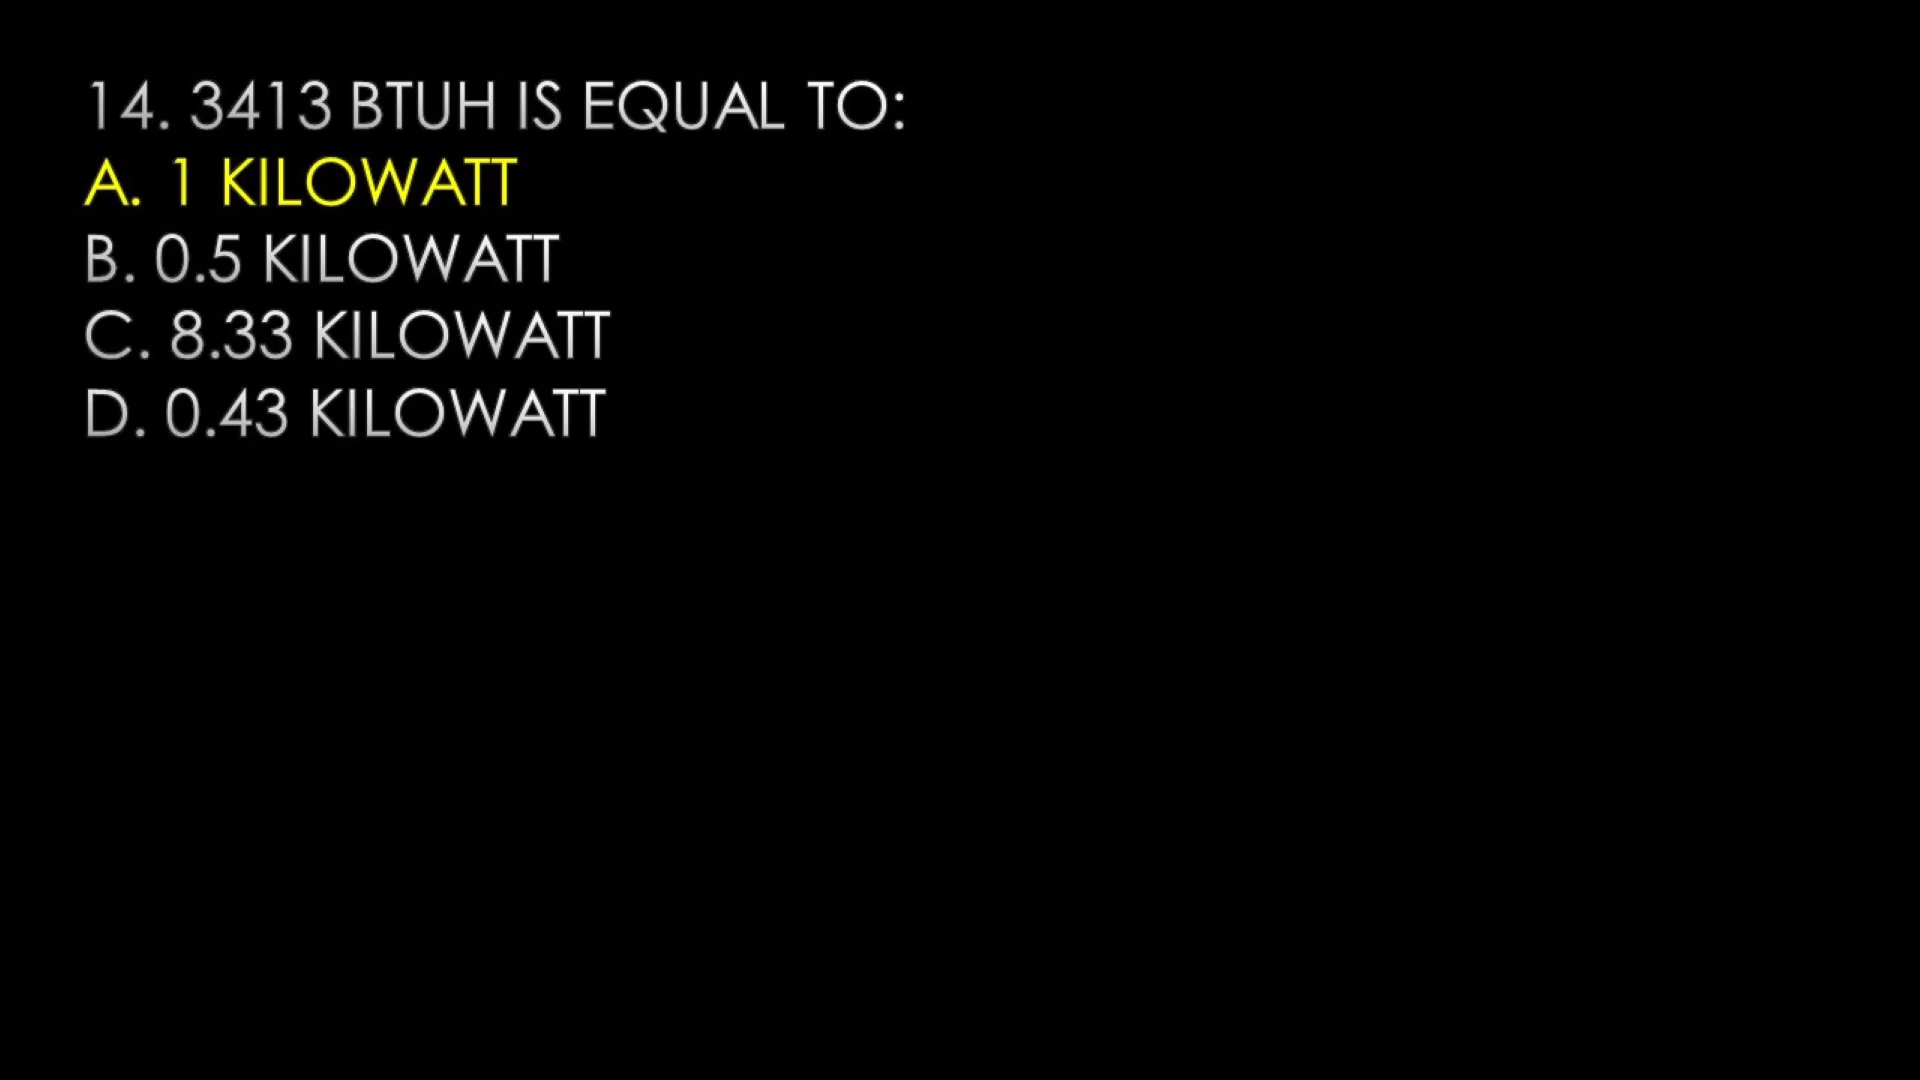 14. 3413 BTUH IS EQUAL TO:
A. 1 KILOWATT
B. 0.5 KILOWATT
C. 8.33 KILOWATT
D. 0.43 KILOWATT